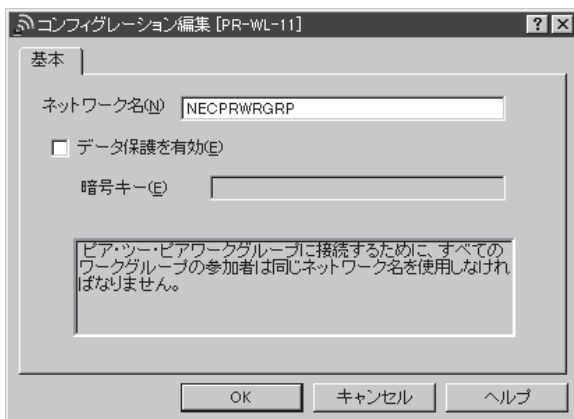 コンフィグレーション編集 [PR-WL-11]
基本
ネットワーク名(N) NECPRWRGRP
データ保護を有効(E)
暗号キー(E)
ピア・ツー・ピアワークグループに接続するために、すべての
ワークグループの参加者は同じネットワーク名を使用しなけれ
ばなりません。
OK キャンセル ヘルプ